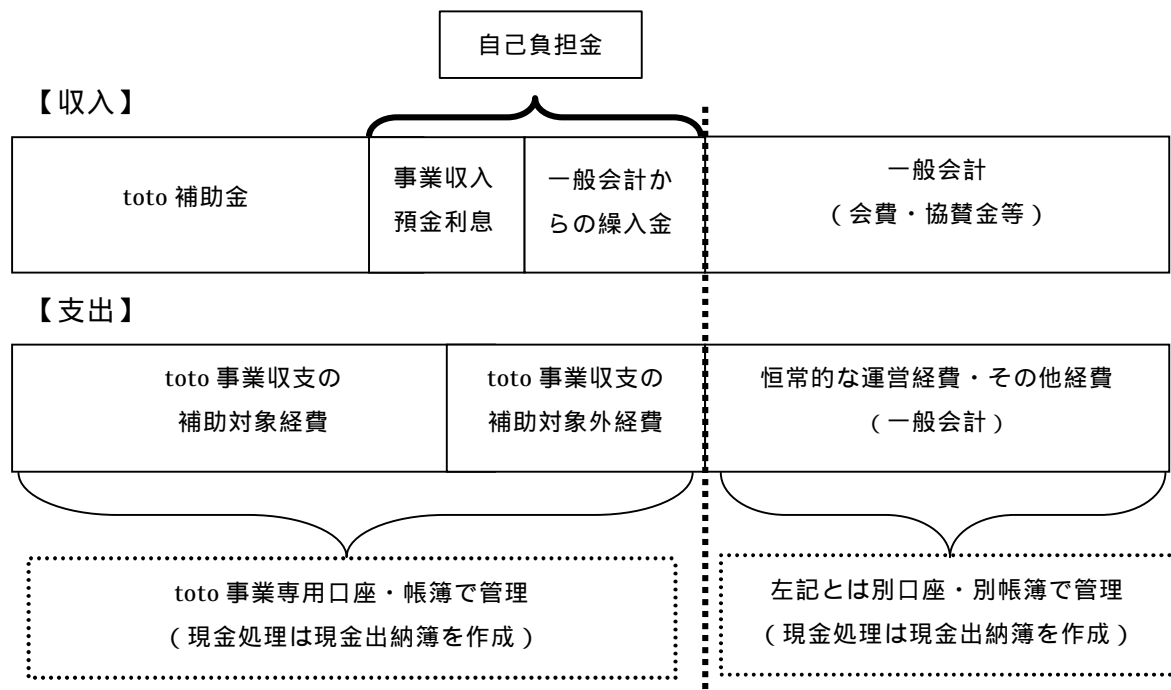 自己負担金
【収入】
toto 補助金
事業収入
預金利息
一般会計か
らの繰入金
一般会計
（会費・協賛金等）
【支出】
toto 事業収支の
補助対象経費
toto 事業収支の
補助対象外経費
恒常的な運営経費・その他経費
（一般会計）
toto 事業専用口座・帳簿で管理
（現金処理は現金出納簿を作成）
左記とは別口座・別帳簿で管理
（現金処理は現金出納簿を作成）